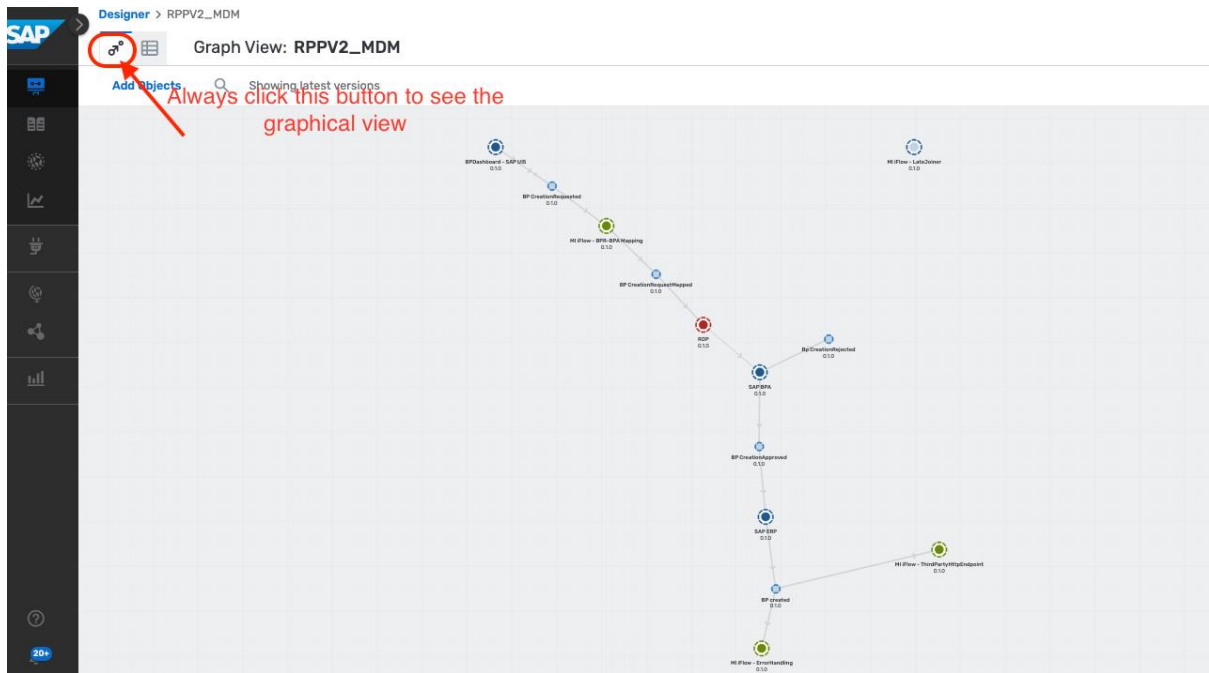 SAP
Designer > RPPV2_MDM
Graph View: RPPV2_MDM
Add Objects
Showing latest versions
Always click this button to see the
graphical view
BPDashboard - SAP UI5
0.1.0
MI iFlow - LateJoiner
0.1.0
BP CreationRequested
0.1.0
MI iFlow - BPR-BPA Mapping
0.1.0
BP CreationRequestMapped
0.1.0
RDP
0.1.0
Bp CreationRejected
0.1.0
SAP BPA
0.1.0
BP CreationApproved
0.1.0
SAP ERP
0.1.0
MI iFlow - ThirdPartyHttpEndpoint
0.1.0
BP created
0.1.0
20+
MI iFlow - ErrorHandling
0.1.0